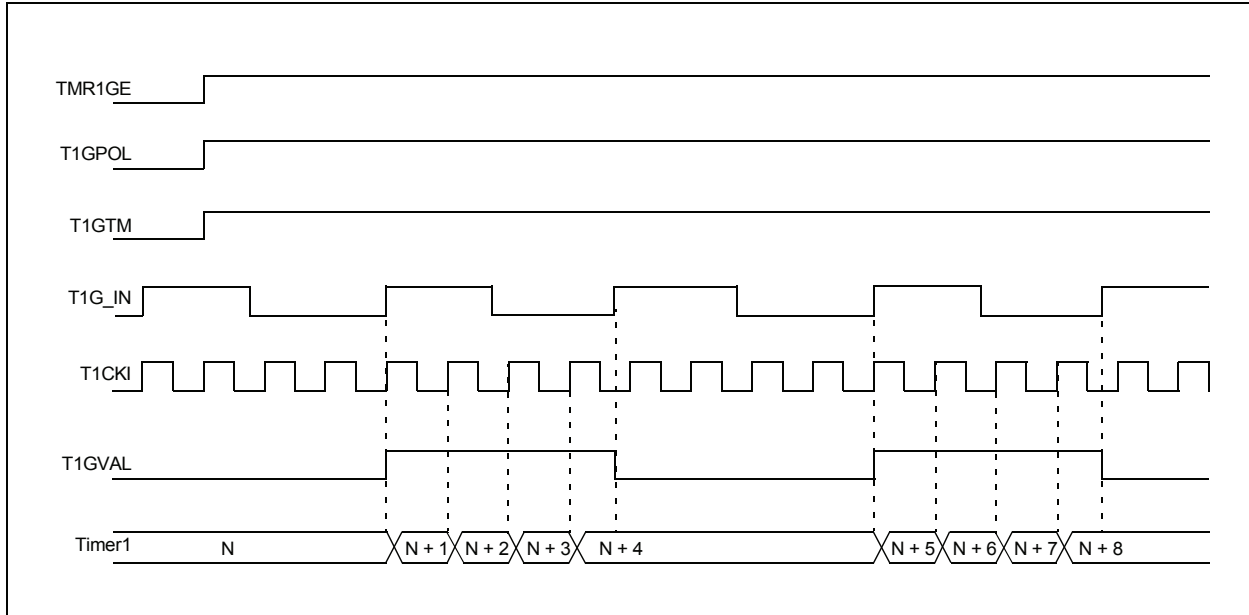 TMR1GE
T1GPOL
T1GTM
T1G_IN
T1CKI
T1GVAL
Timer1 N N + 1 N + 2 N + 3 N + 4 N + 5 N + 6 N + 7 N + 8